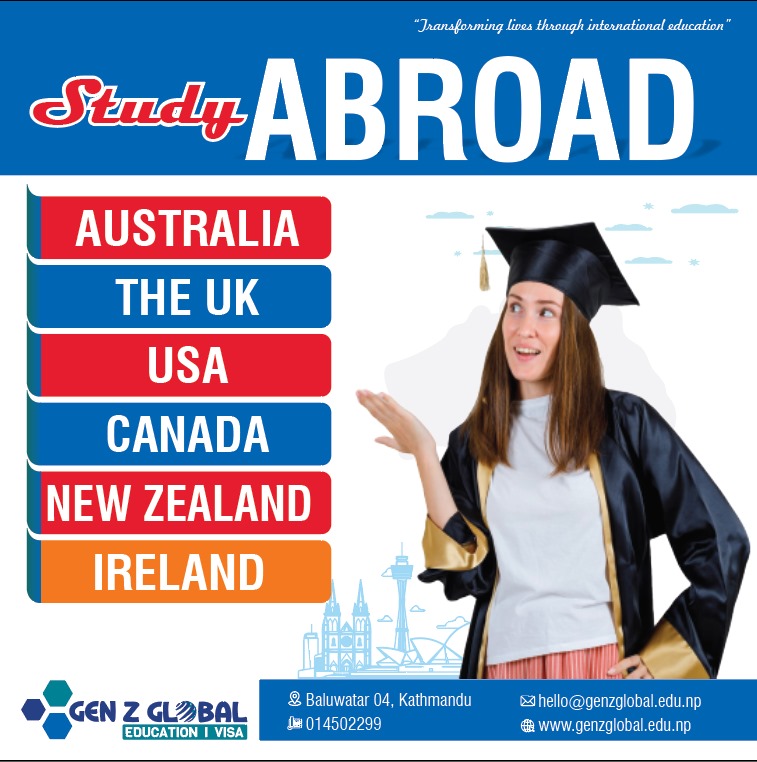 “Transforming lives through international education”
Study ABROAD
AUSTRALIA
THE UK
USA
CANADA
NEW ZEALAND
IRELAND
GEN Z GLOBAL
EDUCATION | VISA
Baluwatar 04, Kathmandu
014502299
hello@genzglobal.edu.np
www.genzglobal.edu.np